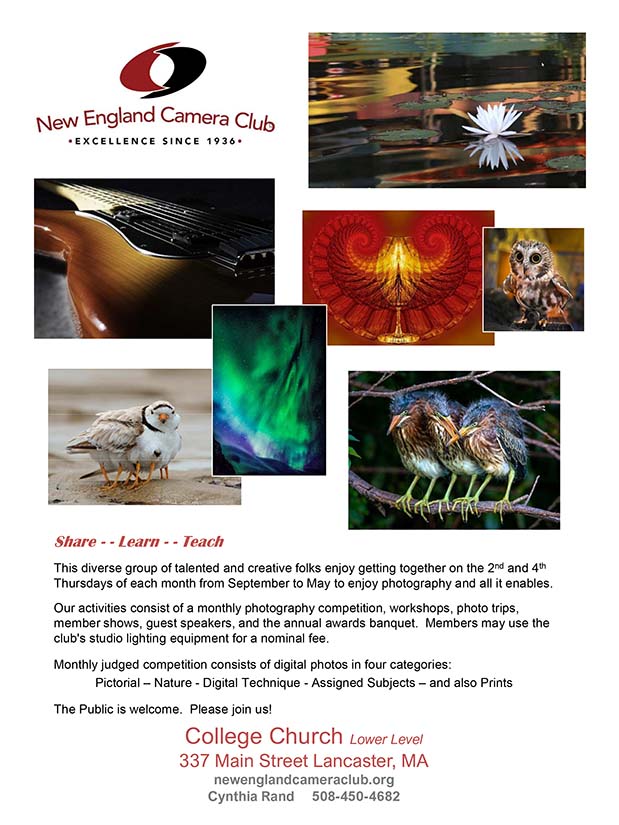 New England Camera Club
•EXCELLENCE SINCE 1936•
Share - - Learn - - Teach
This diverse group of talented and creative folks enjoy getting together on the 2nd and 4th
Thursdays of each month from September to May to enjoy photography and all it enables.
Our activities consist of a monthly photography competition, workshops, photo trips,
member shows, guest speakers, and the annual awards banquet.  Members may use the
club's studio lighting equipment for a nominal fee.
Monthly judged competition consists of digital photos in four categories:
Pictorial – Nature - Digital Technique - Assigned Subjects – and also Prints
The Public is welcome.  Please join us!
College Church Lower Level
337 Main Street Lancaster, MA
newenglandcameraclub.org
Cynthia Rand    508-450-4682